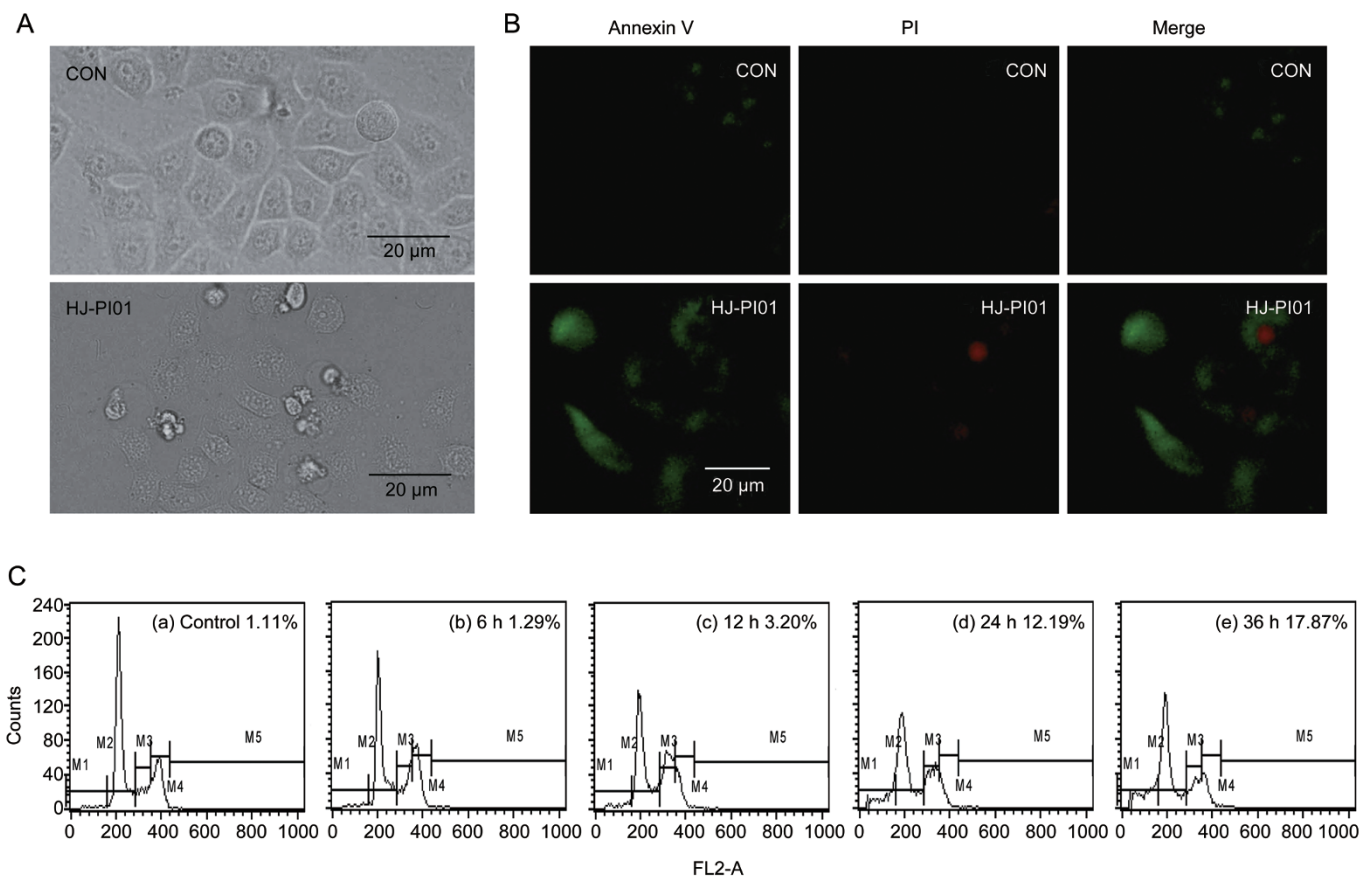 A
CON
20 µm
HJ-PI01
20 µm
B
Annexin V
PI
Merge
CON
CON
CON
HJ-PI01
HJ-PI01
HJ-PI01
20 µm
C
Counts
240
200
160
120
80
40
0
(a) Control 1.11%
M1
M2
M3
M4
M5
0 200 400 600 800 1000
(b) 6 h 1.29%
M1
M2
M3
M4
M5
0 200 400 600 800 1000
(c) 12 h 3.20%
M1
M2
M3
M4
M5
0 200 400 600 800 1000
(d) 24 h 12.19%
M1
M2
M3
M4
M5
0 200 400 600 800 1000
(e) 36 h 17.87%
M1
M2
M3
M4
M5
0 200 400 600 800 1000
FL2-A